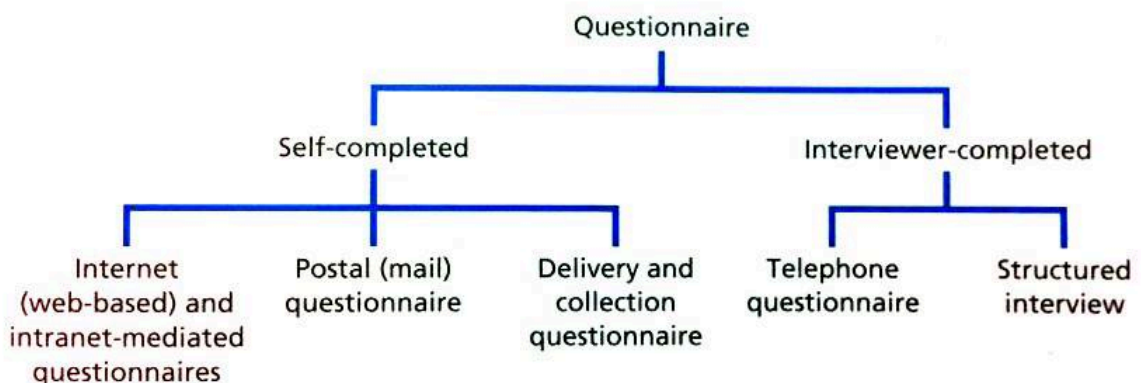 Questionnaire
Self-completed
Interviewer-completed
Internet
(web-based) and
intranet-mediated
questionnaires
Postal (mail)
questionnaire
Delivery and
collection
questionnaire
Telephone
questionnaire
Structured
interview